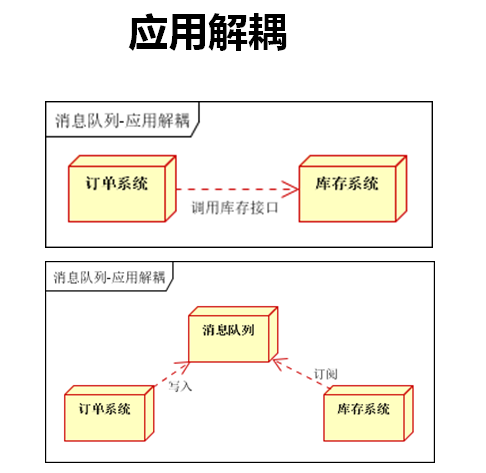 应用解耦
消息队列-应用解耦
订单系统
库存系统
调用库存接口
消息队列-应用解耦
消息队列
写入
订阅
订单系统
库存系统